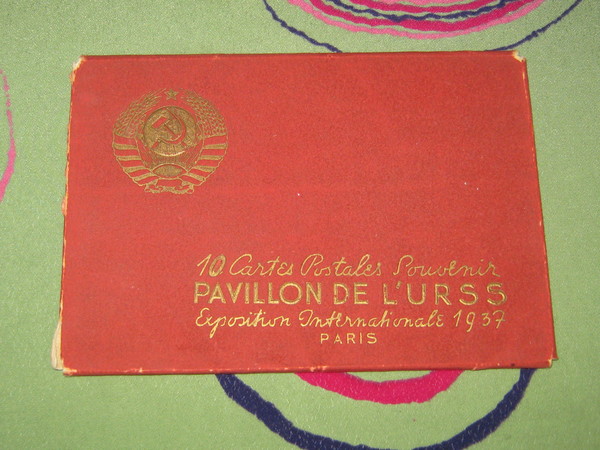 10 Cartes Postales Souvenir
PAVILLON DE L'URSS
Exposition Internationale 1937
PARIS